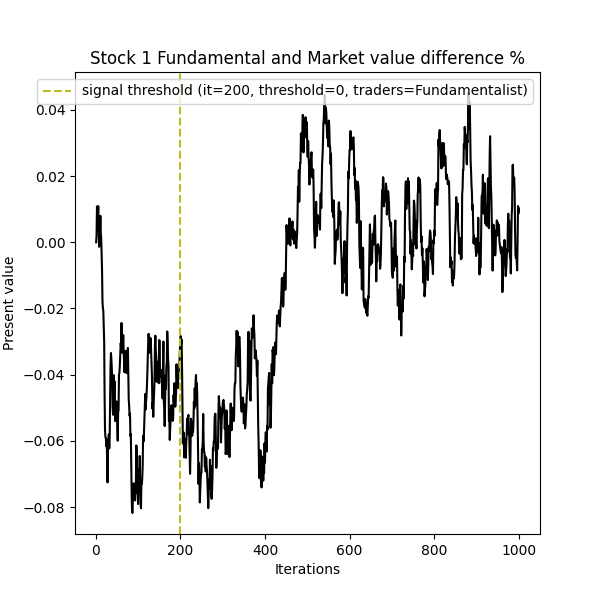 Stock 1 Fundamental and Market value difference %
signal threshold (it=200, threshold=0, traders=Fundamentalist)
0.04
0.02
0.00
−0.02
−0.04
−0.06
−0.08
Present value
0 200 400 600 800 1000
Iterations